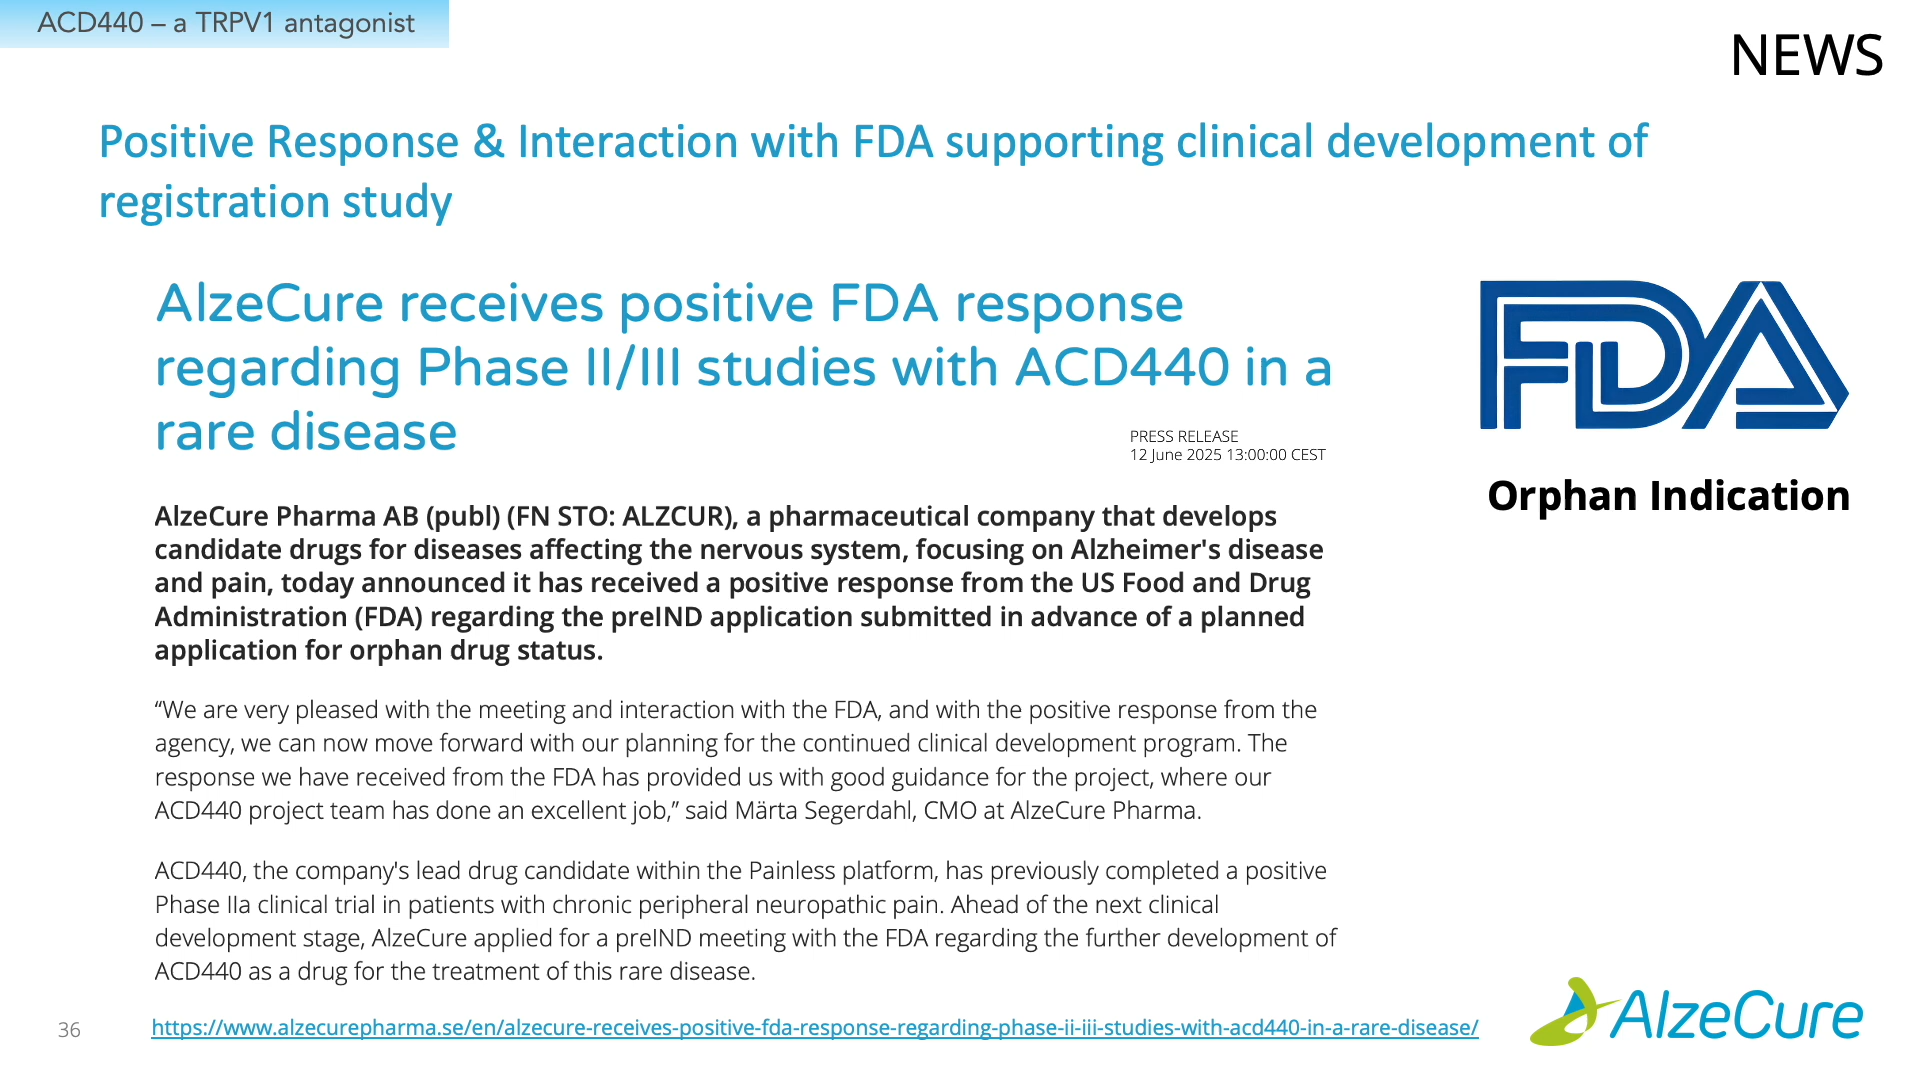 ACD440 – a TRPV1 antagonist
NEWS
Positive Response & Interaction with FDA supporting clinical development of
registration study
AlzeCure receives positive FDA response
regarding Phase II/III studies with ACD440 in a
rare disease
PRESS RELEASE
12 June 2025 13:00:00 CEST
FDA
Orphan Indication
AlzeCure Pharma AB (publ) (FN STO: ALZCUR), a pharmaceutical company that develops
candidate drugs for diseases affecting the nervous system, focusing on Alzheimer's disease
and pain, today announced it has received a positive response from the US Food and Drug
Administration (FDA) regarding the preIND application submitted in advance of a planned
application for orphan drug status.
“We are very pleased with the meeting and interaction with the FDA, and with the positive response from the
agency, we can now move forward with our planning for the continued clinical development program. The
response we have received from the FDA has provided us with good guidance for the project, where our
ACD440 project team has done an excellent job,” said Märta Segerdahl, CMO at AlzeCure Pharma.
ACD440, the company's lead drug candidate within the Painless platform, has previously completed a positive
Phase IIa clinical trial in patients with chronic peripheral neuropathic pain. Ahead of the next clinical
development stage, AlzeCure applied for a preIND meeting with the FDA regarding the further development of
ACD440 as a drug for the treatment of this rare disease.
36
https://www.alzecurepharma.se/en/alzecure-receives-positive-fda-response-regarding-phase-ii-iii-studies-with-acd440-in-a-rare-disease/
AlzeCure